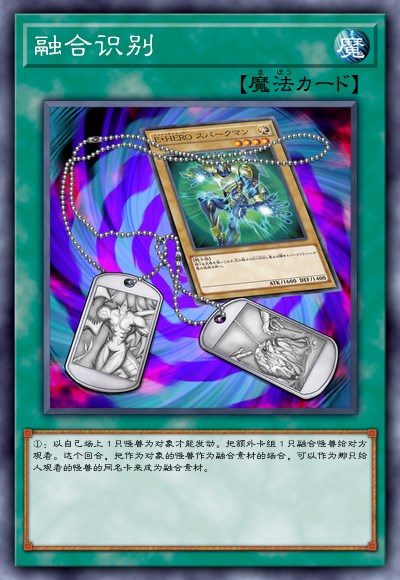 融合识别
魔
【魔法カード】
ま ほう
E・HERO スパークマン
ATK/1600 DEF/1400
①：以自己场上1只怪兽为对象才能发动。把额外卡组1只融合怪兽给对方
观看。这个回合，把作为对象的怪兽作为融合素材的场合，可以作为那只给
人观看的怪兽的同名卡来成为融合素材。